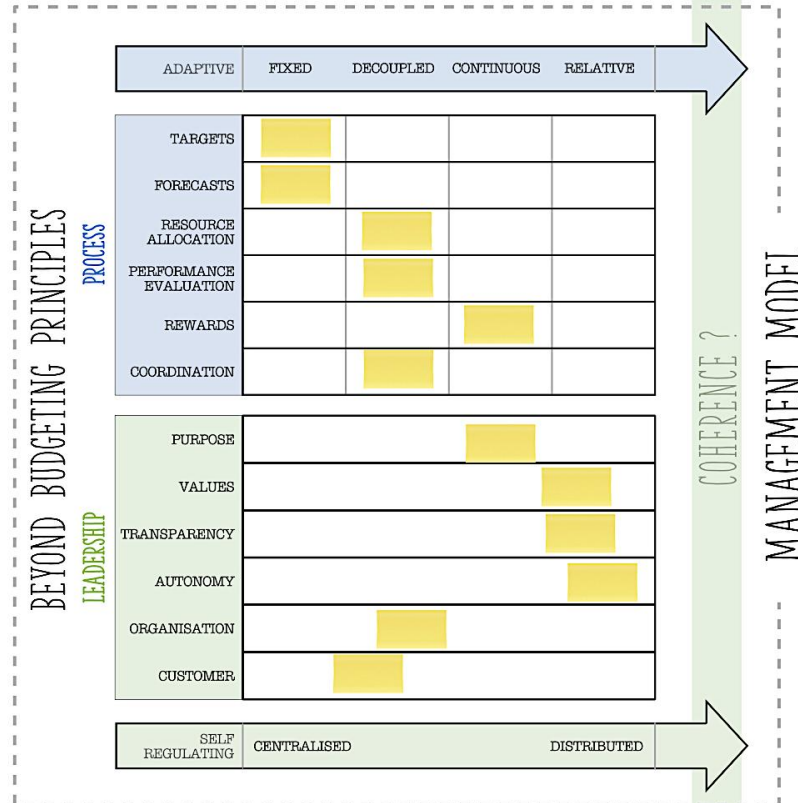 ADAPTIVE
FIXED
DECOUPLED
CONTINUOUS
RELATIVE
TARGETS
FORECASTS
RESOURCE
ALLOCATION
PERFORMANCE
EVALUATION
REWARDS
COORDINATION
BEYOND BUDGETING PRINCIPLES
PROCESS
LEADERSHIP
PURPOSE
VALUES
TRANSPARENCY
AUTONOMY
ORGANISATION
CUSTOMER
SELF
REGULATING
CENTRALISED
DISTRIBUTED
COHERENCE ?
MANAGEMENT MODEL